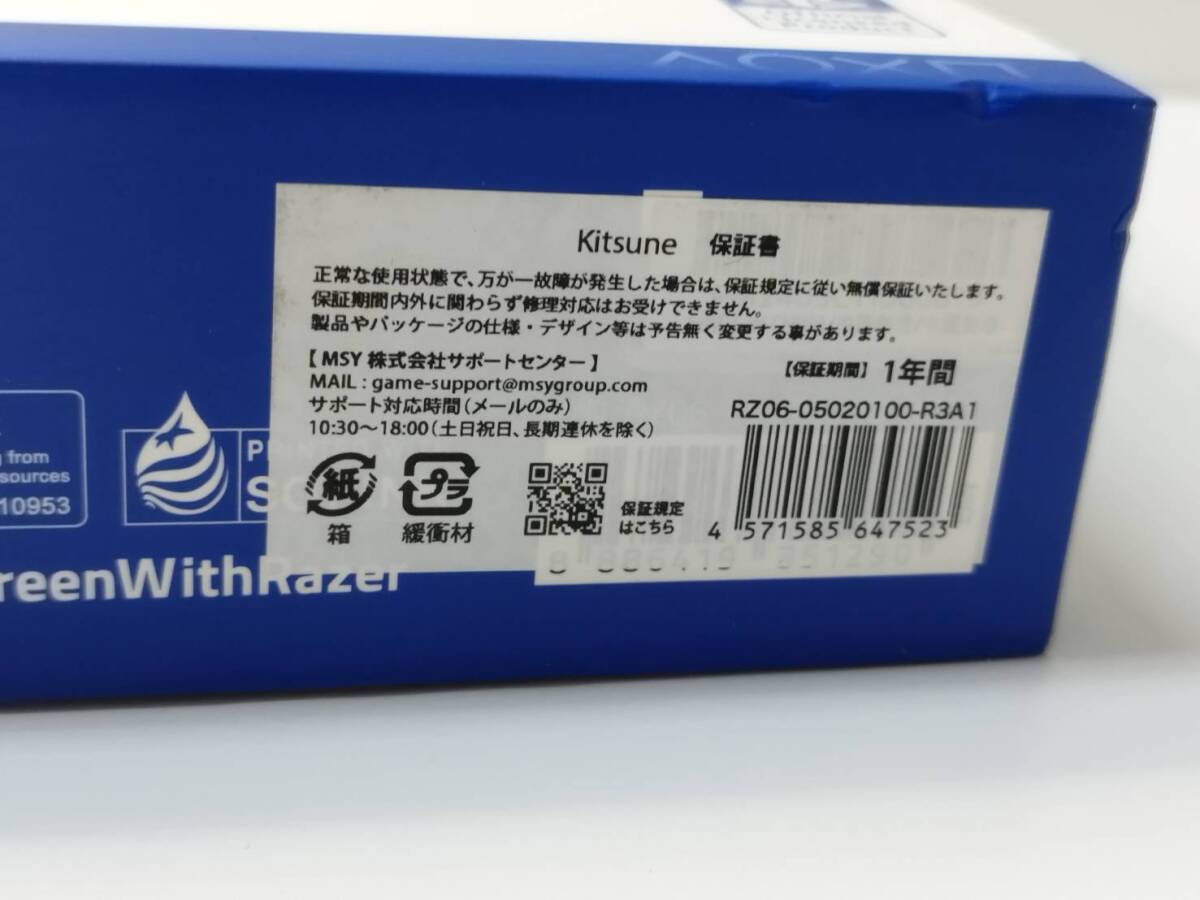 Kitsune 保証書
正常な使用状態で、万が一故障が発生した場合は、保証規定に従い無償保証いたします。
保証期間内外に関わらず修理対応はお受けできません。
製品やパッケージの仕様・デザイン等は予告無く変更する事があります。
【 MSY 株式会社サポートセンター 】
MAIL : game-support@msygroup.com
サポート対応時間（メールのみ）
10:30～18:00（土日祝日、長期連休を除く）
【保証期間】 1年間
RZ06-05020100-R3A1
4 571585 647523
紙
箱
プラ
緩衝材
保証規定
はこちら
8 886419 351290
from
sources
10953
reenWithRazer